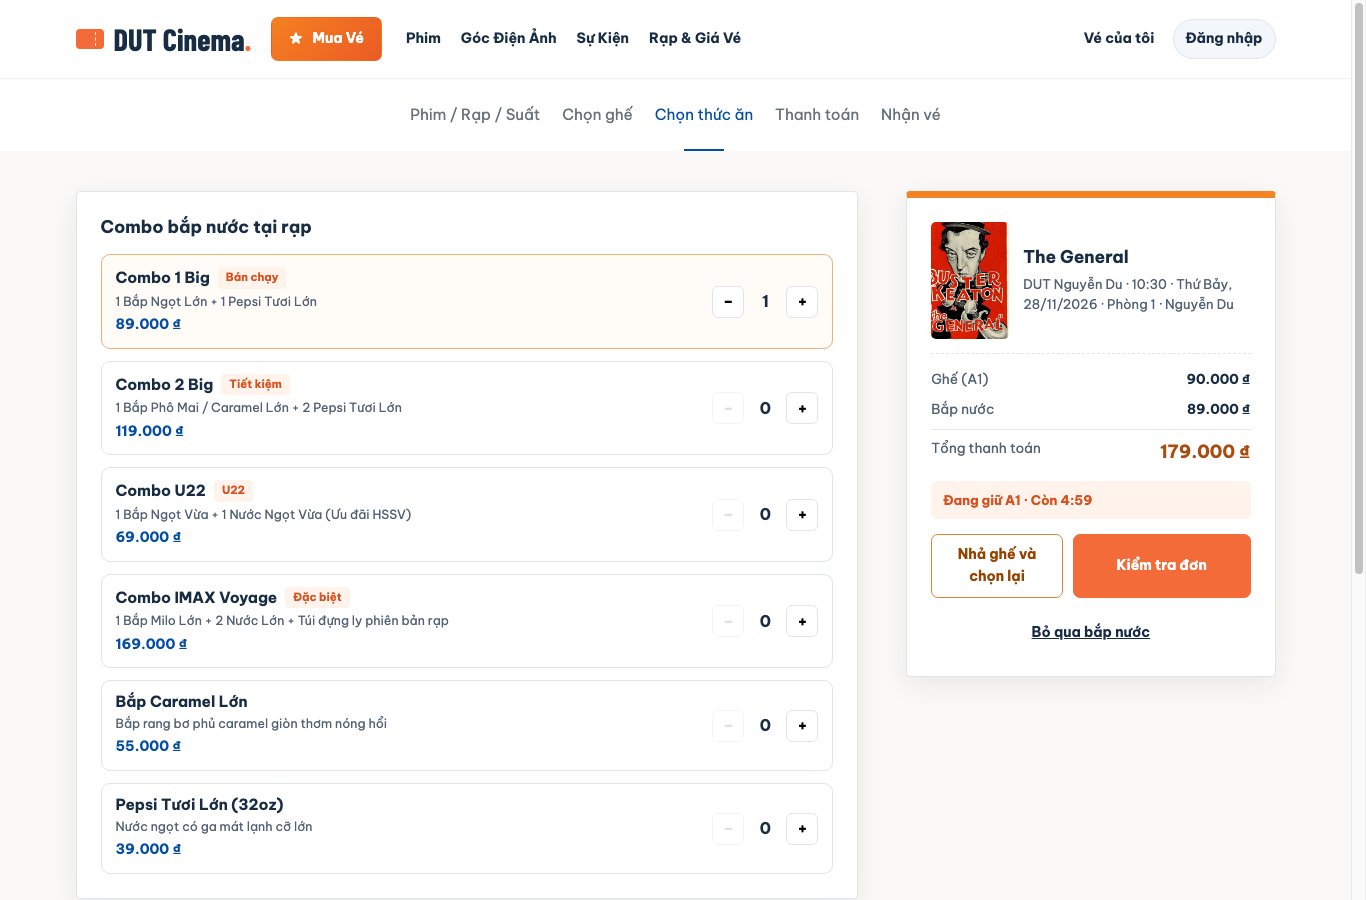 DUT Cinema.
Mua Vé
Phim
Góc Điện Ảnh
Sự Kiện
Rạp & Giá Vé
Vé của tôi
Đăng nhập
Phim / Rạp / Suất
Chọn ghế
Chọn thức ăn
Thanh toán
Nhận vé
Combo bắp nước tại rạp
Combo 1 Big
Bán chạy
1 Bắp Ngọt Lớn + 1 Pepsi Tươi Lớn
89.000 ₫
−
1
+
Combo 2 Big
Tiết kiệm
1 Bắp Phô Mai / Caramel Lớn + 2 Pepsi Tươi Lớn
119.000 ₫
−
0
+
Combo U22
U22
1 Bắp Ngọt Vừa + 1 Nước Ngọt Vừa (Ưu đãi HSSV)
69.000 ₫
−
0
+
Combo IMAX Voyage
Đặc biệt
1 Bắp Milo Lớn + 2 Nước Lớn + Túi đựng ly phiên bản rạp
169.000 ₫
−
0
+
Bắp Caramel Lớn
Bắp rang bơ phủ caramel giòn thơm nóng hổi
55.000 ₫
−
0
+
Pepsi Tươi Lớn (32oz)
Nước ngọt có ga mát lạnh cỡ lớn
39.000 ₫
−
0
+
BUSTER
KEATON
the
"GENERAL"
The General
DUT Nguyễn Du · 10:30 · Thứ Bảy,
28/11/2026 · Phòng 1 · Nguyễn Du
Ghế (A1)
90.000 ₫
Bắp nước
89.000 ₫
Tổng thanh toán
179.000 ₫
Đang giữ A1 · Còn 4:59
Nhả ghế và
chọn lại
Kiểm tra đơn
Bỏ qua bắp nước